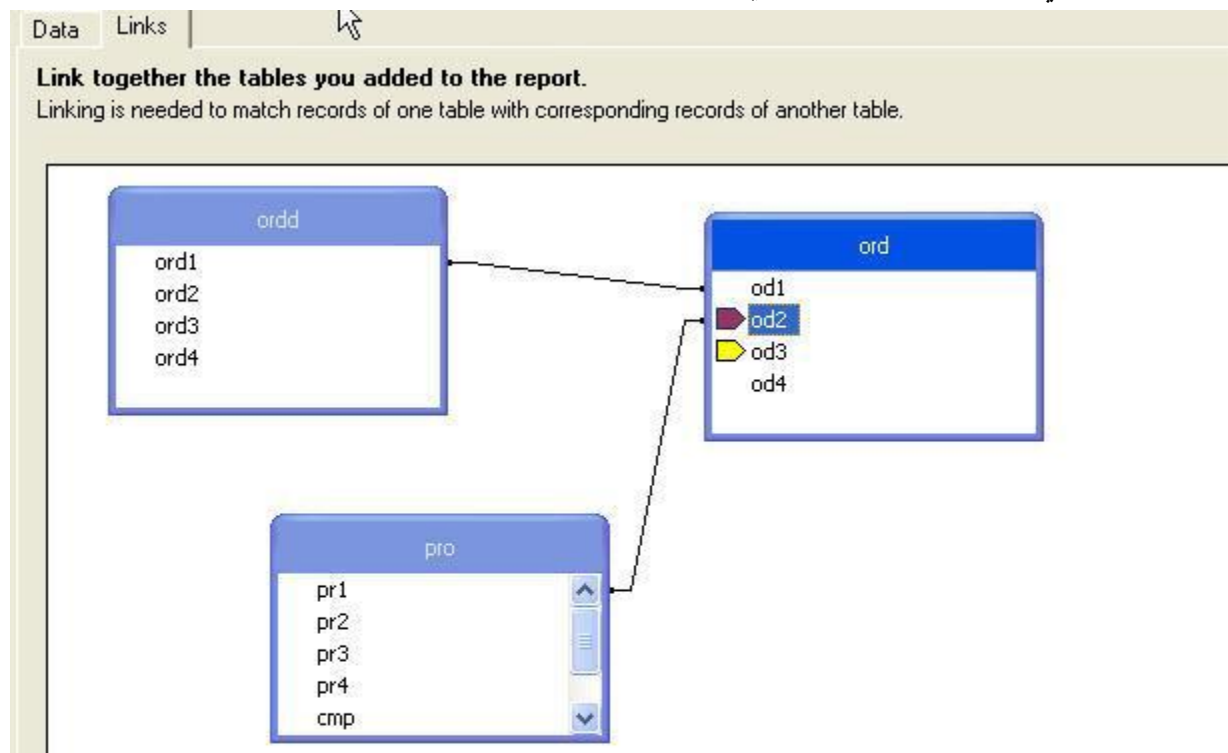 Data
Links
Link together the tables you added to the report.
Linking is needed to match records of one table with corresponding records of another table.
ordd
ord1
ord2
ord3
ord4
ord
od1
od2
od3
od4
pro
pr1
pr2
pr3
pr4
cmp